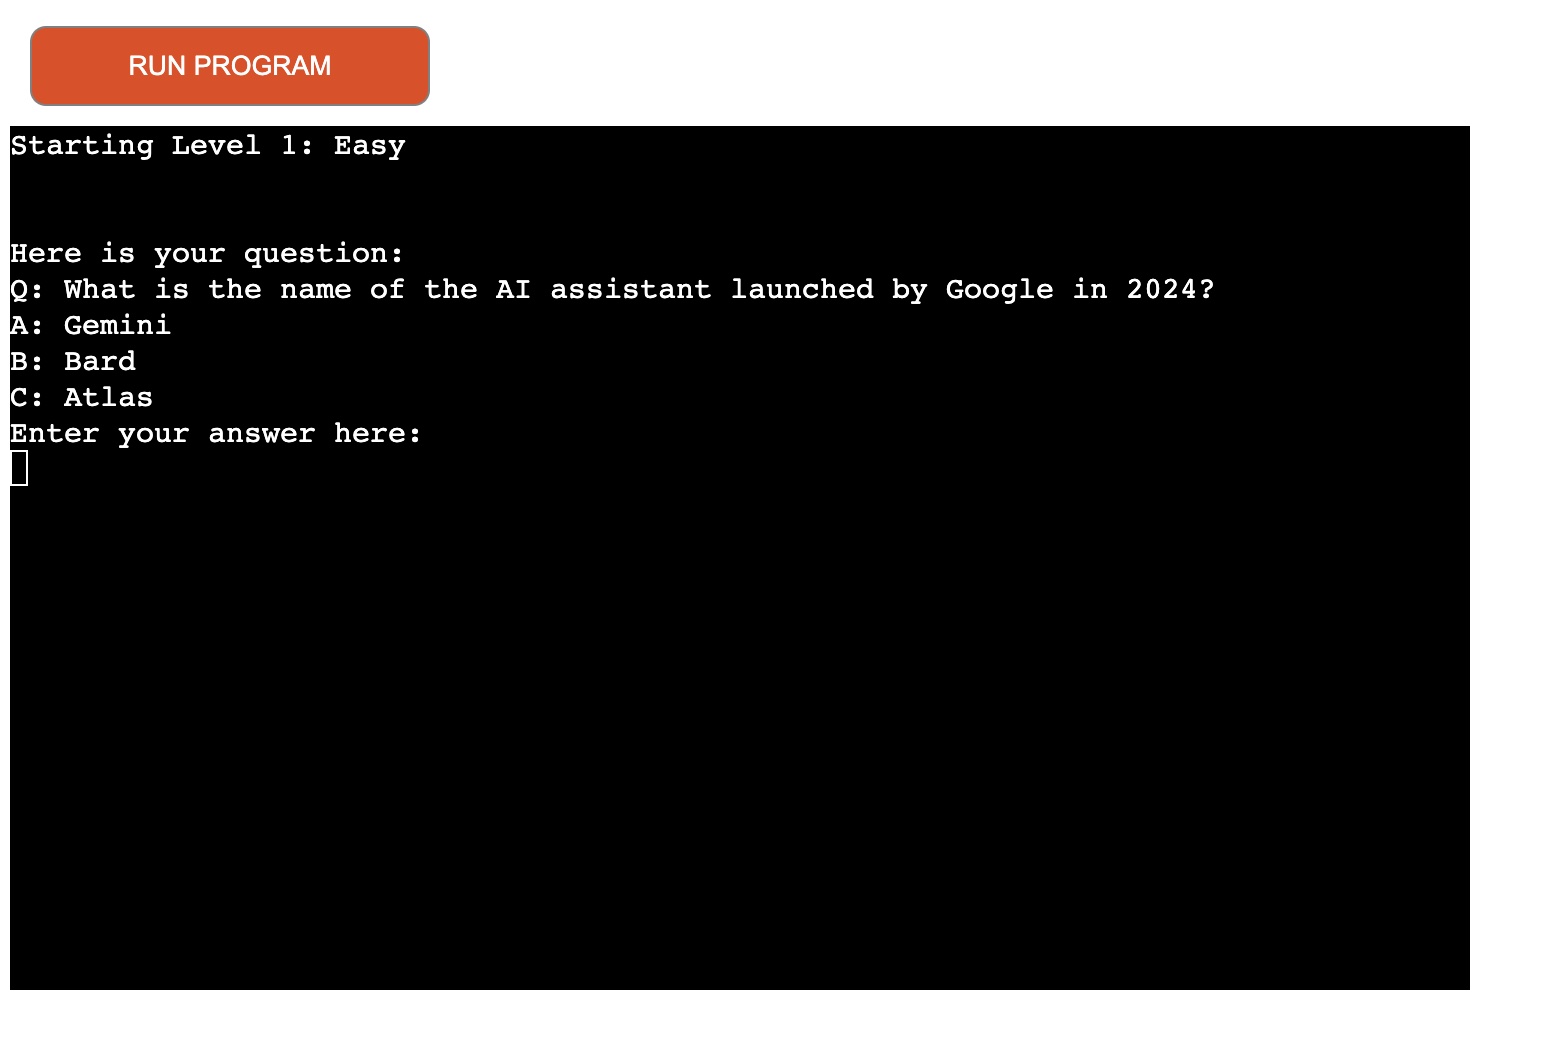 RUN PROGRAM
Starting Level 1: Easy
Here is your question:
Q: What is the name of the AI assistant launched by Google in 2024?
A: Gemini
B: Bard
C: Atlas
Enter your answer here: